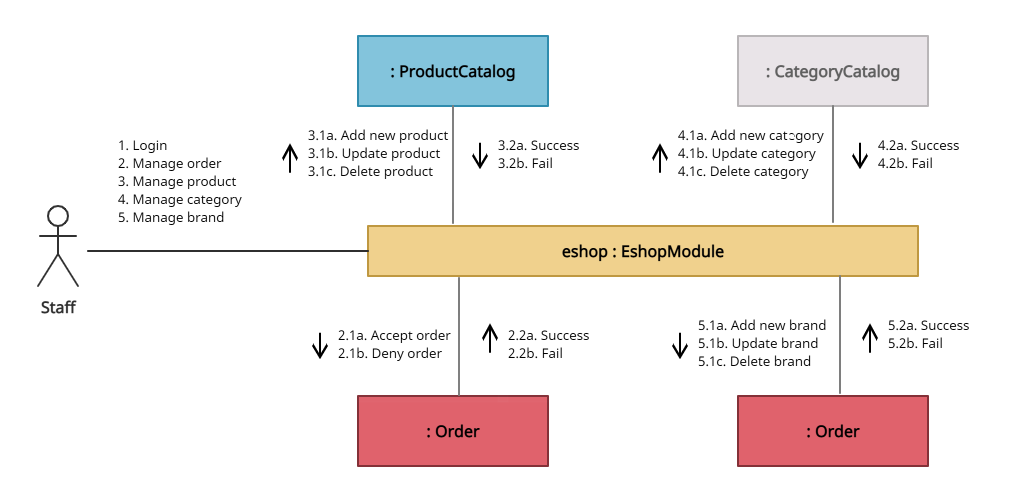 : ProductCatalog
: CategoryCatalog
1. Login
2. Manage order
3. Manage product
4. Manage category
5. Manage brand
3.1a. Add new product
3.1b. Update product
3.1c. Delete product
3.2a. Success
3.2b. Fail
4.1a. Add new category
4.1b. Update category
4.1c. Delete category
4.2a. Success
4.2b. Fail
eshop : EshopModule
Staff
2.1a. Accept order
2.1b. Deny order
2.2a. Success
2.2b. Fail
5.1a. Add new brand
5.1b. Update brand
5.1c. Delete brand
5.2a. Success
5.2b. Fail
: Order
: Order